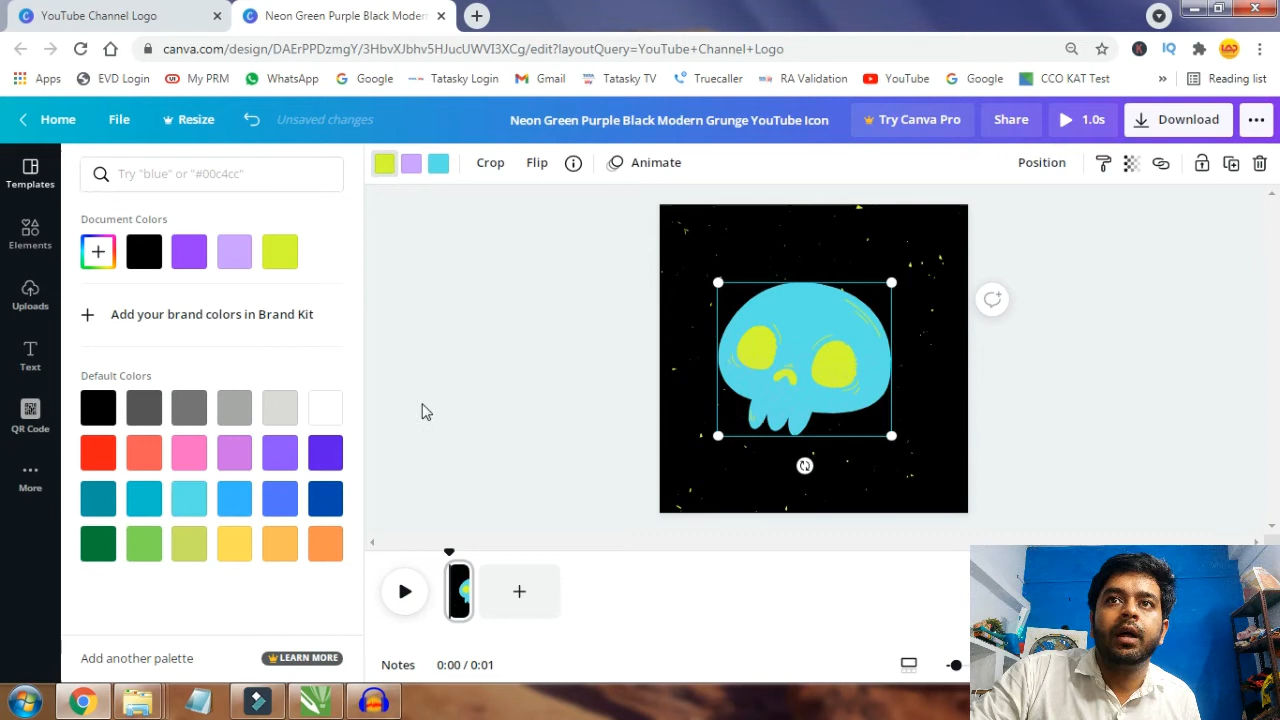 YouTube Channel Logo
Neon Green Purple Black Modern
canva.com/design/DAErPPDzmgY/3HbvXJbhv5HJucUWVI3XCg/edit?layoutQuery=YouTube+Channel+Logo
Apps
EVD Login
My PRM
WhatsApp
Google
Tatasky Login
Gmail
Tatasky TV
Truecaller
RA Validation
YouTube
Google
CCO KAT Test
Reading list
Home
File
Resize
Unsaved changes
Neon Green Purple Black Modern Grunge YouTube Icon
Try Canva Pro
Share
1.0s
Download
Templates
Elements
Uploads
Text
QR Code
More
Try "blue" or "#00c4cc"
Crop
Flip
Animate
Position
Document Colors
Add your brand colors in Brand Kit
Default Colors
Add another palette
LEARN MORE
Notes
0:00 / 0:01